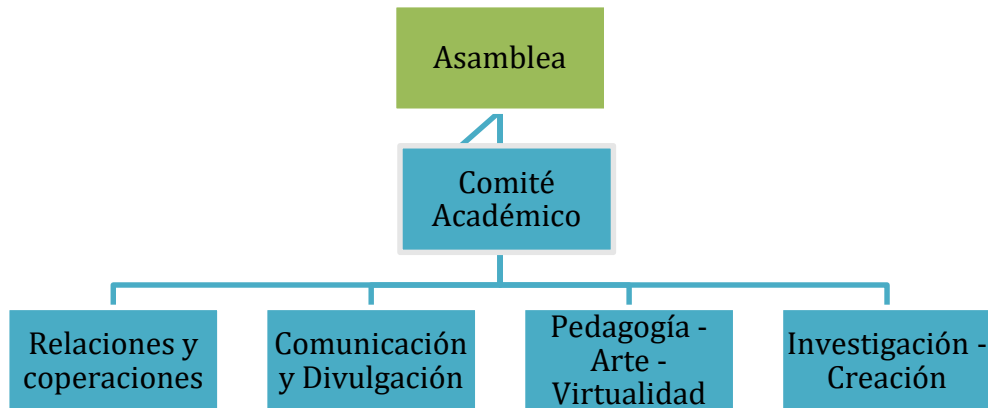 Asamblea
Comité
Académico
Relaciones y
coperaciones
Comunicación
y Divulgación
Pedagogía -
Arte -
Virtualidad
Investigación -
Creación